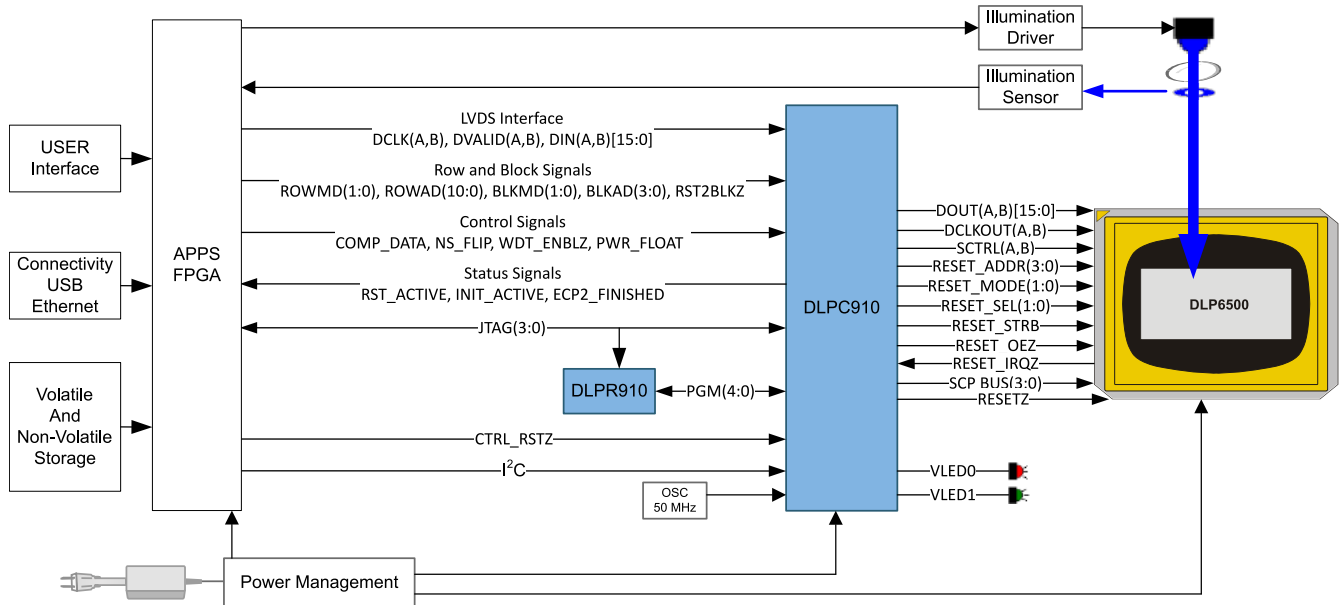 Illumination
Driver
Illumination
Sensor
USER
Interface
Connectivity
USB
Ethernet
Volatile
And
Non-Volatile
Storage
APPS
FPGA
LVDS Interface
DCLK(A,B), DVALID(A,B), DIN(A,B)[15:0]
Row and Block Signals
ROWMD(1:0), ROWAD(10:0), BLKMD(1:0), BLKAD(3:0), RST2BLKZ
Control Signals
COMP_DATA, NS_FLIP, WDT_ENBLZ, PWR_FLOAT
Status Signals
RST_ACTIVE, INIT_ACTIVE, ECP2_FINISHED
JTAG(3:0)
DLPR910
PGM(4:0)
CTRL_RSTZ
I²C
OSC
50 MHz
DLPC910
DOUT(A,B)[15:0]
DCLKOUT(A,B)
SCTRL(A,B)
RESET_ADDR(3:0)
RESET_MODE(1:0)
RESET_SEL(1:0)
RESET_STRB
RESET_OEZ
RESET_IRQZ
SCP BUS(3:0)
RESETZ
VLED0
VLED1
DLP6500
Power Management